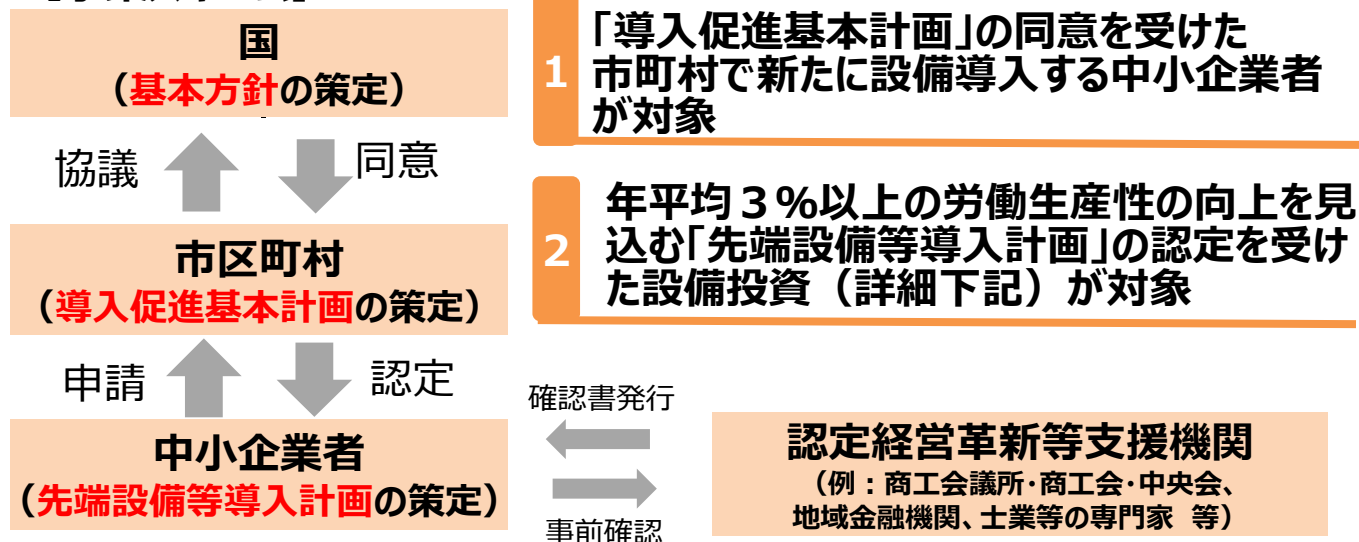 国
（基本方針の策定）
協議
同意
市区町村
（導入促進基本計画の策定）
申請
認定
中小企業者
（先端設備等導入計画の策定）
1
「導入促進基本計画」の同意を受けた
市町村で新たに設備導入する中小企業者
が対象
2
年平均３％以上の労働生産性の向上を見
込む「先端設備等導入計画」の認定を受け
た設備投資（詳細下記）が対象
確認書発行
事前確認
認定経営革新等支援機関
（例：商工会議所・商工会・中央会、
地域金融機関、士業等の専門家 等）